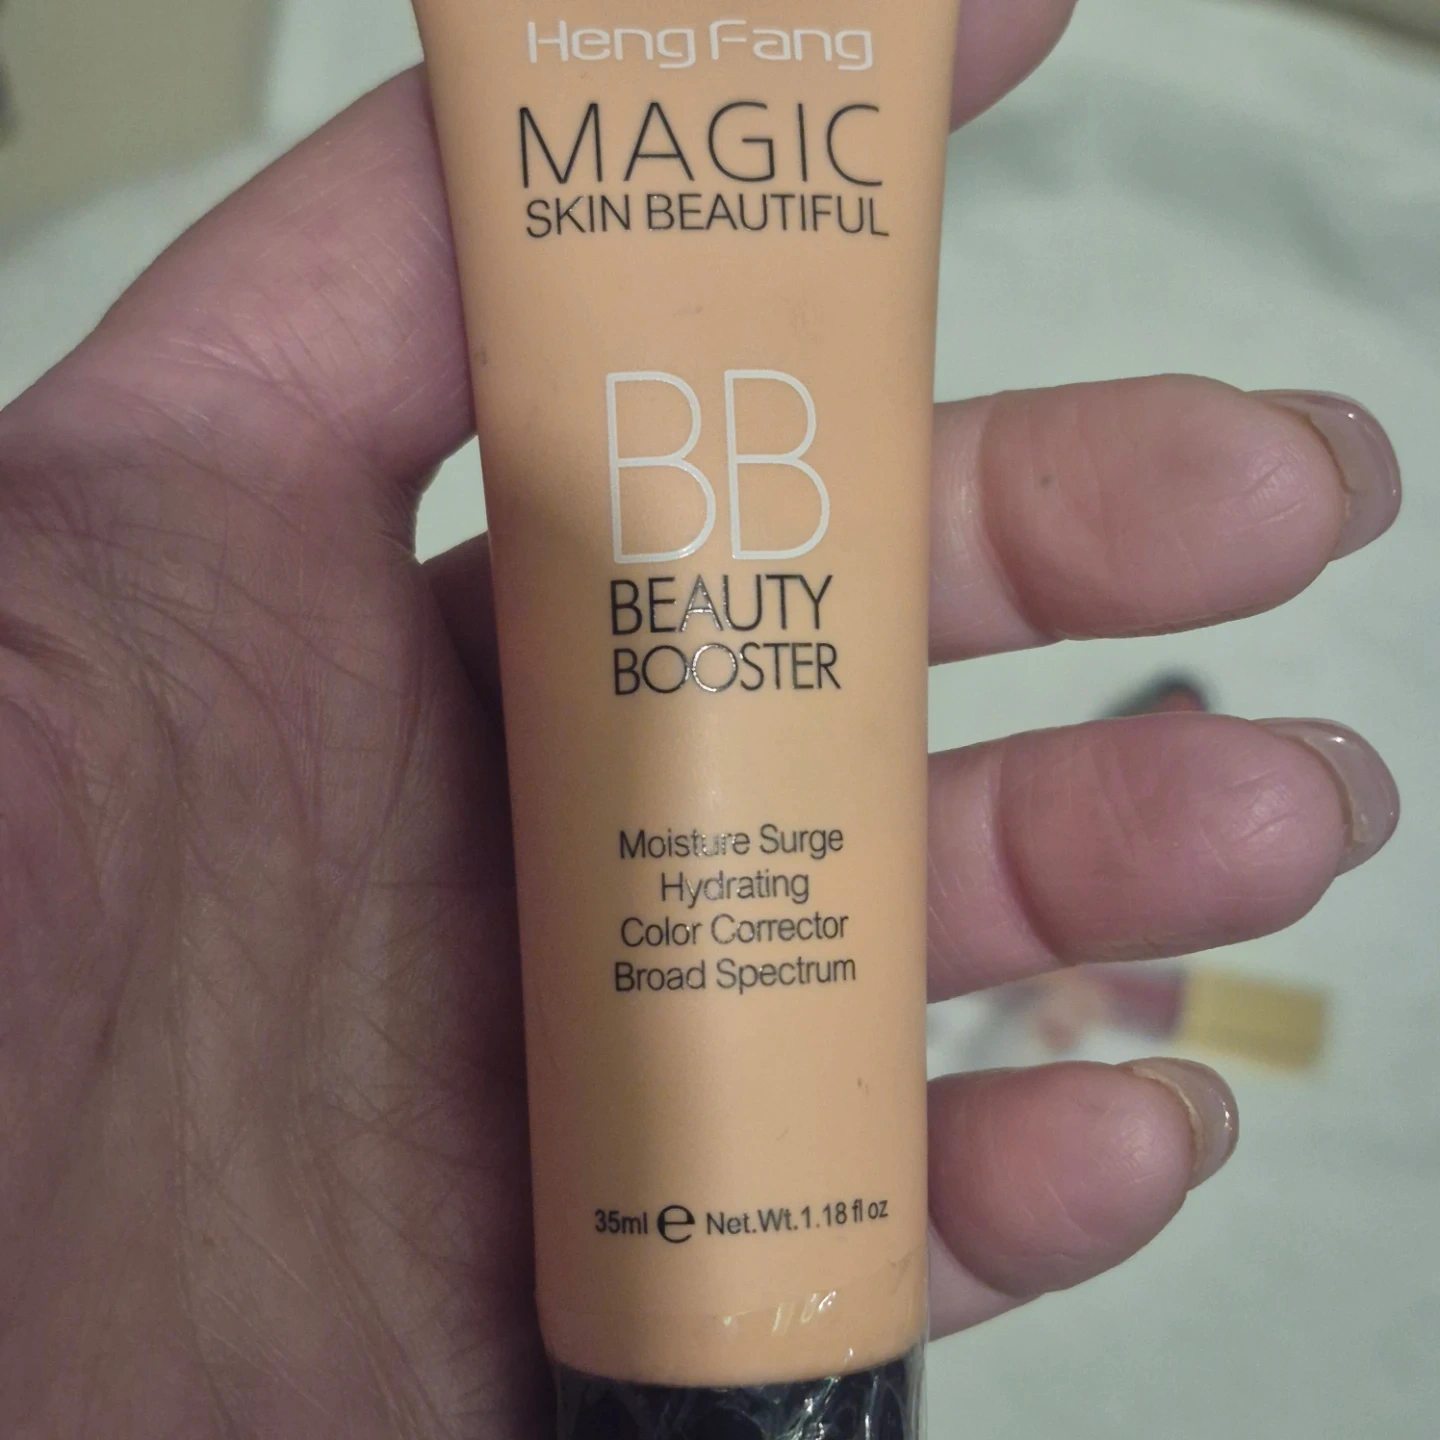 Heng Fang
MAGIC
SKIN BEAUTIFUL
BB
BEAUTY
BOOSTER
Moisture Surge
Hydrating
Color Corrector
Broad Spectrum
35ml e Net.Wt.1.18 fl oz